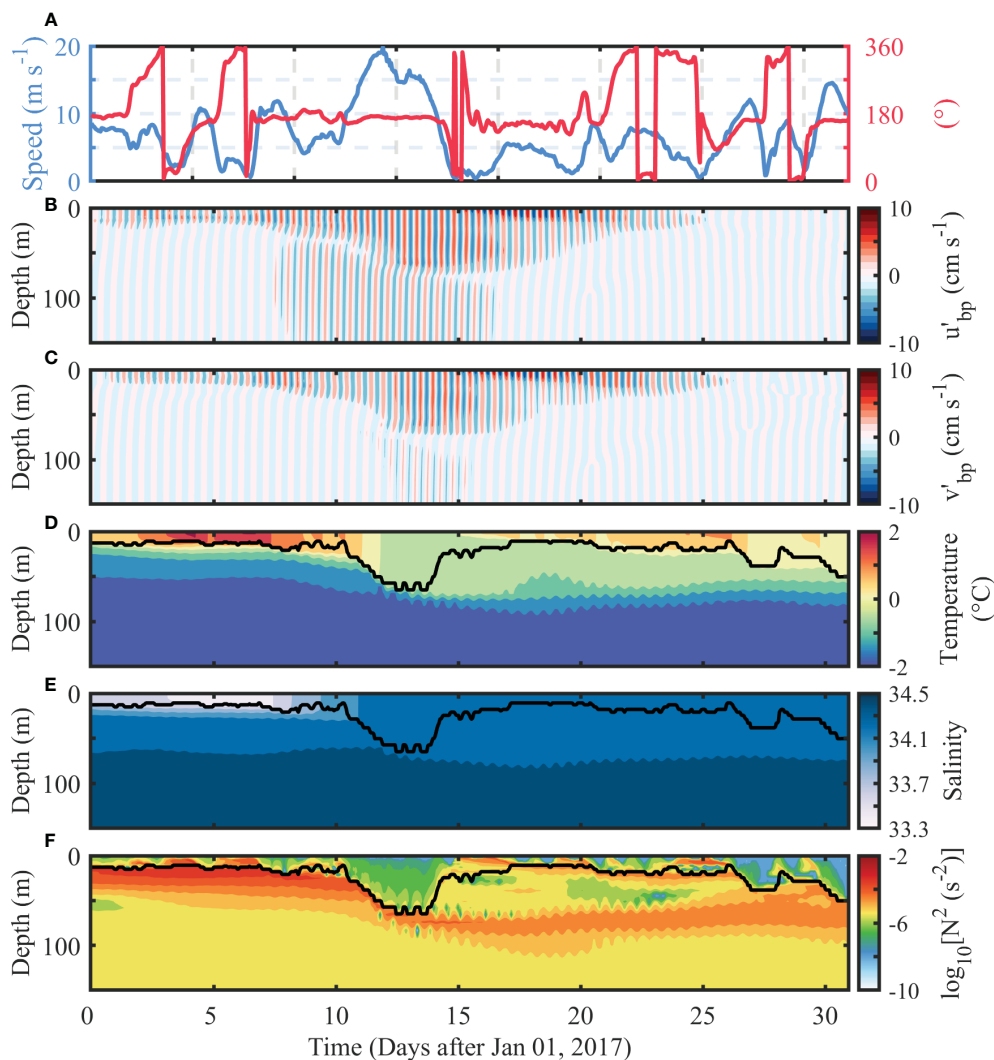 A
20
10
0
Speed (m s⁻¹)
360
180
0
(°)
B
0
100
Depth (m)
10
0
-10
u'bp (cm s⁻¹)
C
0
100
Depth (m)
10
0
-10
v'bp (cm s⁻¹)
D
0
100
Depth (m)
2
0
-2
Temperature
(°C)
E
0
100
Depth (m)
34.5
34.1
33.7
33.3
Salinity
F
0
100
Depth (m)
-2
-6
-10
log₁₀[N² (s⁻²)]
0 5 10 15 20 25 30
Time (Days after Jan 01, 2017)